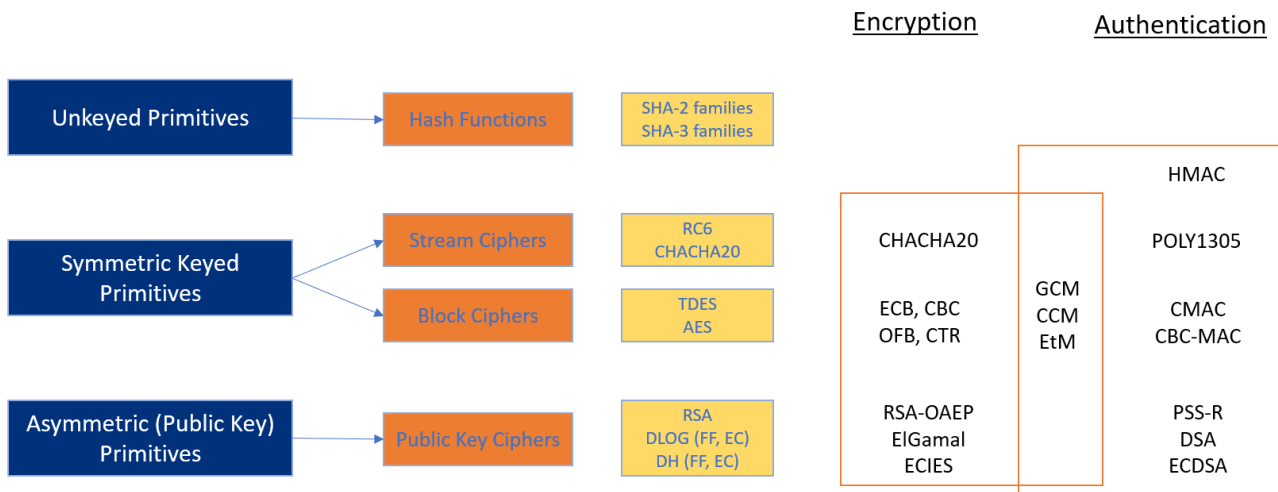 Encryption
Authentication
Unkeyed Primitives
Hash Functions
SHA-2 families
SHA-3 families
HMAC
Symmetric Keyed
Primitives
Stream Ciphers
RC6
CHACHA20
CHACHA20
POLY1305
Block Ciphers
TDES
AES
ECB, CBC
OFB, CTR
GCM
CCM
EtM
CMAC
CBC-MAC
Asymmetric (Public Key)
Primitives
Public Key Ciphers
RSA
DLOG (FF, EC)
DH (FF, EC)
RSA-OAEP
ElGamal
ECIES
PSS-R
DSA
ECDSA